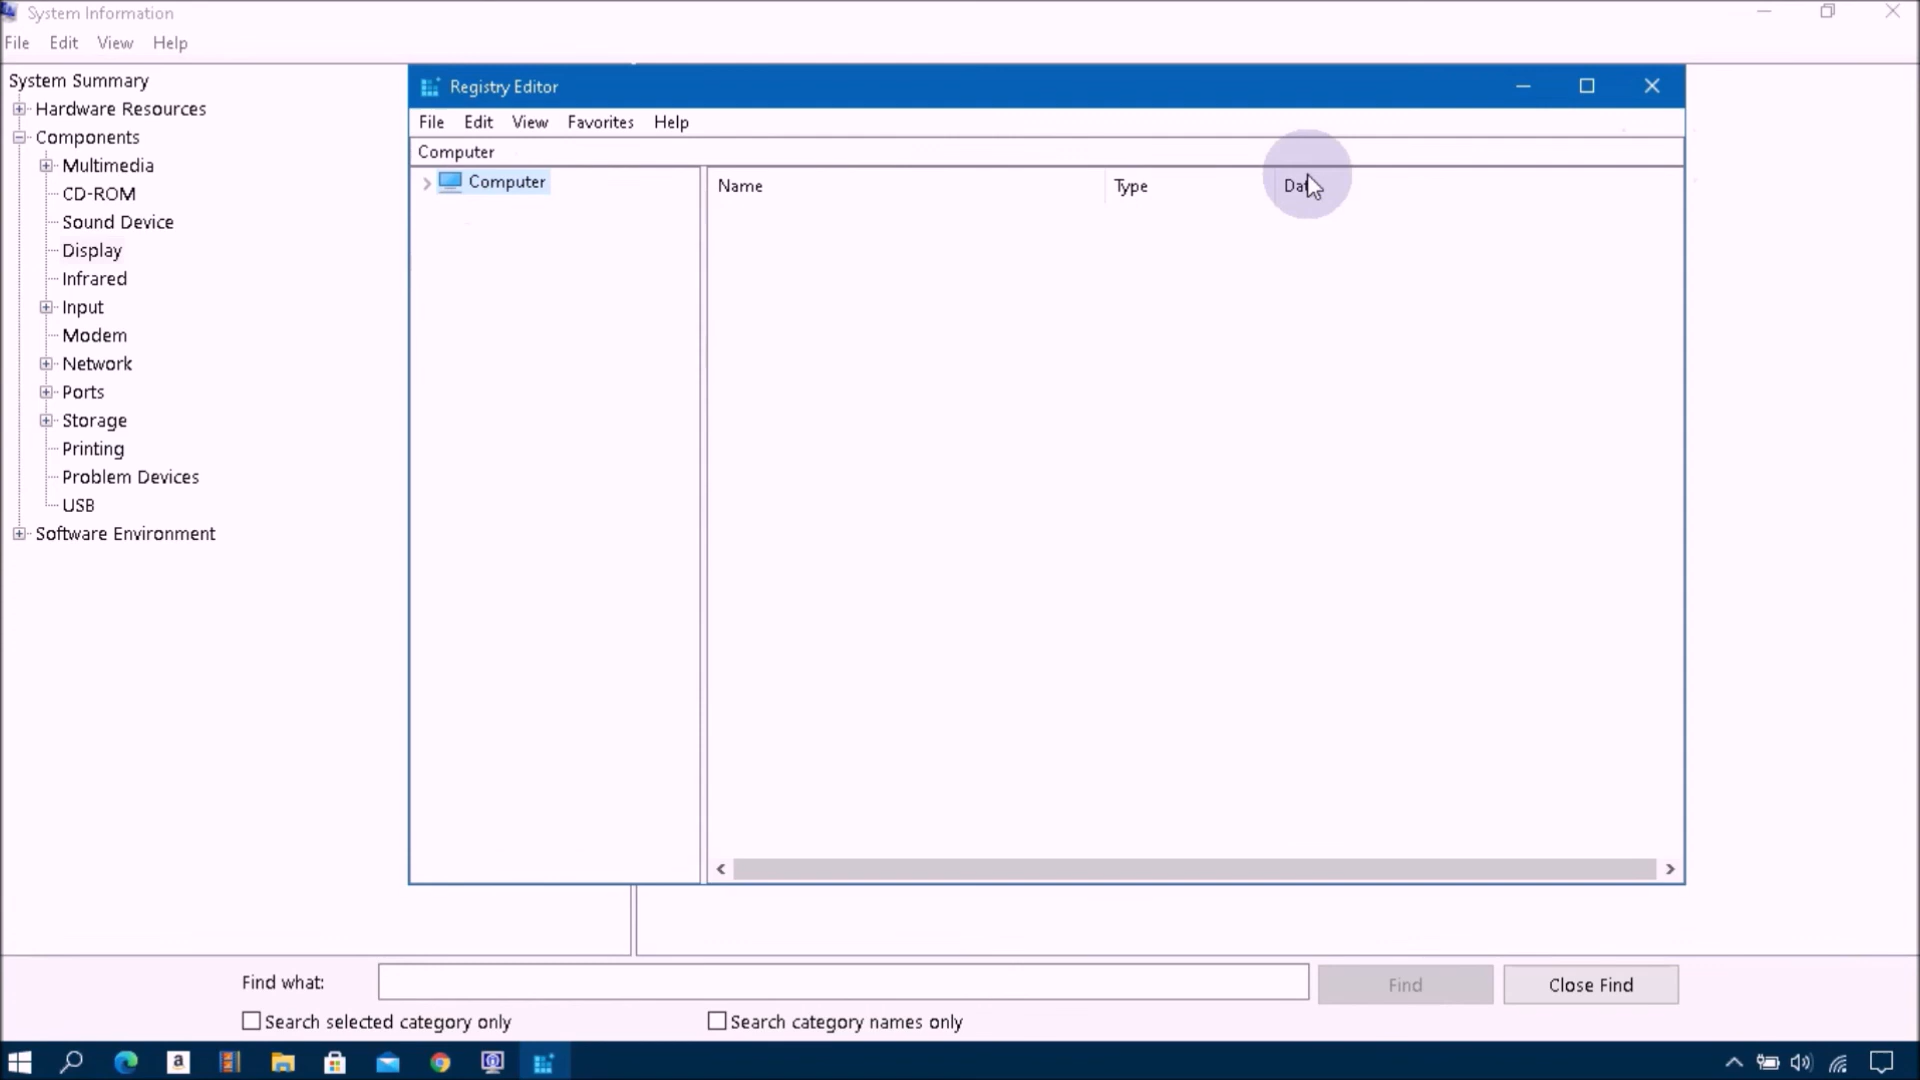 System Information
File Edit View Help
System Summary
Hardware Resources
Components
Multimedia
CD-ROM
Sound Device
Display
Infrared
Input
Modem
Network
Ports
Storage
Printing
Problem Devices
USB
Software Environment
Registry Editor
File Edit View Favorites Help
Computer
Computer
Name Type
Find what: Find Close Find
Search selected category only Search category names only
a